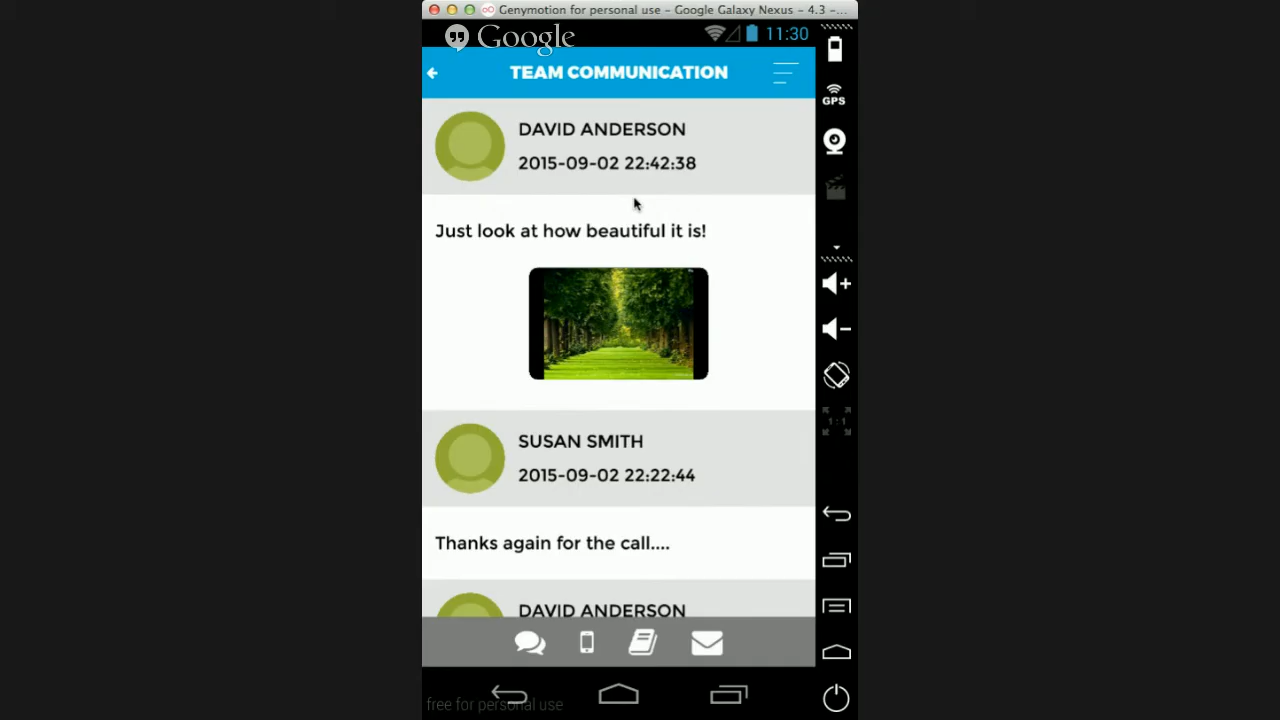 Genymotion for personal use - Google Galaxy Nexus - 4.3 -...
Google
11:30
TEAM COMMUNICATION
GPS
DAVID ANDERSON
2015-09-02 22:42:38
Just look at how beautiful it is!
1:1
SUSAN SMITH
2015-09-02 22:22:44
Thanks again for the call....
DAVID ANDERSON
free for personal use